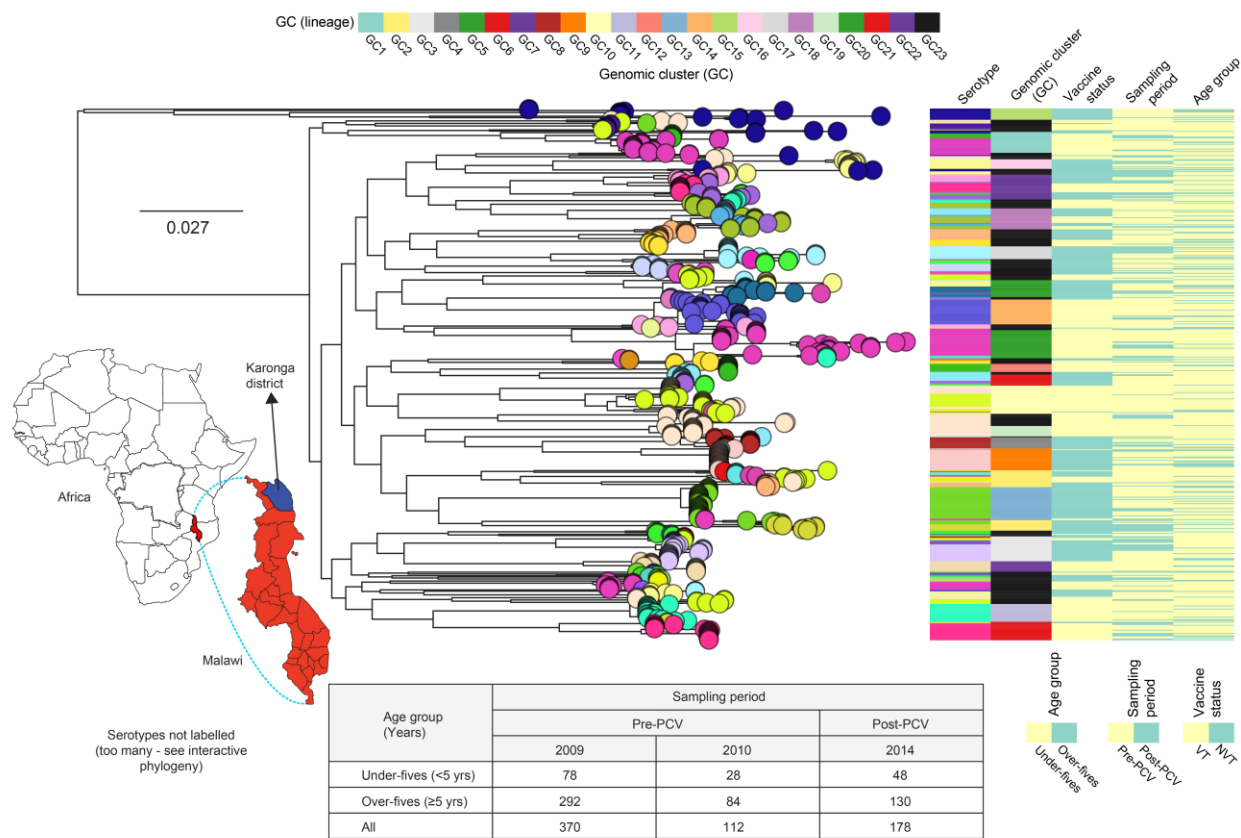 GC (lineage)
GC1
GC2
GC3
GC4
GC5
GC6
GC7
GC8
GC9
GC10
GC11
GC12
GC13
GC14
GC15
GC16
GC17
GC18
GC19
GC20
GC21
GC22
GC23
Genomic cluster (GC)
Serotype
Genomic cluster
(GC)
Vaccine
status
Sampling
period
Age group
0.027
Karonga
district
Africa
Malawi
Serotypes not labelled
(too many - see interactive
phylogeny)
Age group
(Years)
Sampling period
Pre-PCV
Post-PCV
2009
2010
2014
Under-fives (<5 yrs)
78
28
48
Over-fives (≥5 yrs)
292
84
130
All
370
112
178
Age group
Under-fives
Over-fives
Sampling
period
Pre-PCV
Post-PCV
Vaccine
status
VT
NVT